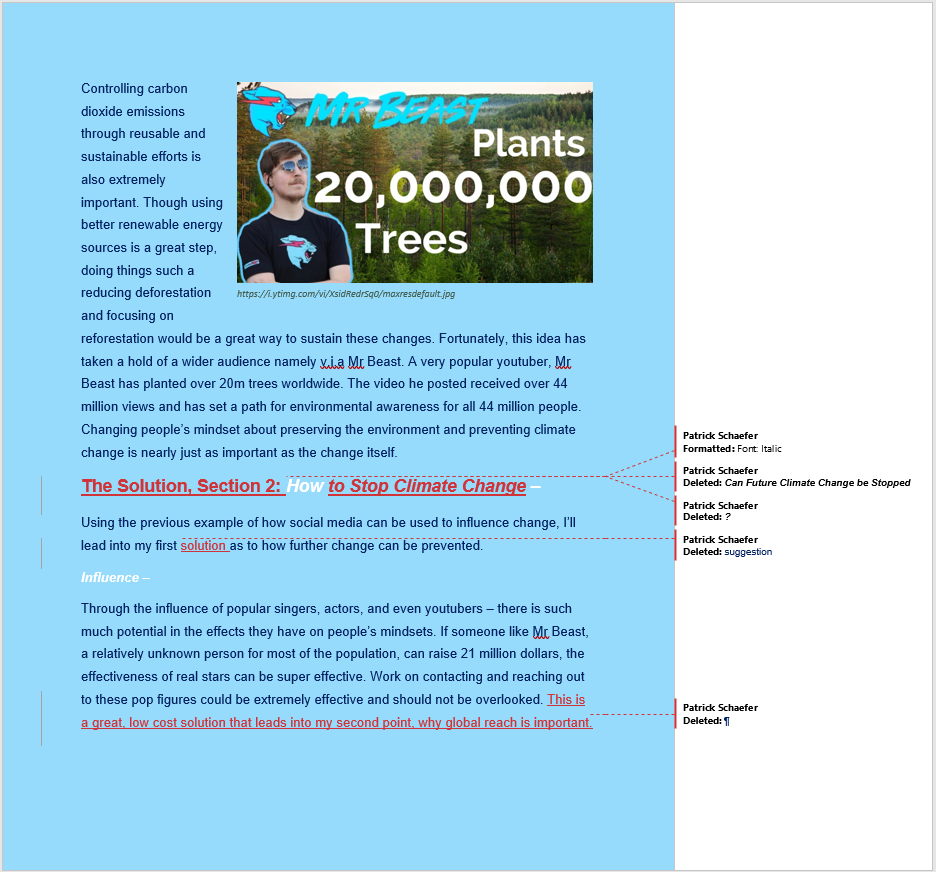 Controlling carbon
dioxide emissions
through reusable and
sustainable efforts is
also extremely
important. Though using
better renewable energy
sources is a great step,
doing things such a
reducing deforestation
and focusing on
MR BEAST
Plants
20,000,000
Trees
https://i.ytimg.com/vi/XsidRedrSq0/maxresdefault.jpg
reforestation would be a great way to sustain these changes. Fortunately, this idea has
taken a hold of a wider audience namely v.i.a Mr Beast. A very popular youtuber, Mr
Beast has planted over 20m trees worldwide. The video he posted received over 44
million views and has set a path for environmental awareness for all 44 million people.
Changing people's mindset about preserving the environment and preventing climate
change is nearly just as important as the change itself.
The Solution, Section 2: How to Stop Climate Change –
Using the previous example of how social media can be used to influence change, I'll
lead into my first solution as to how further change can be prevented.
Influence –
Through the influence of popular singers, actors, and even youtubers – there is such
much potential in the effects they have on people's mindsets. If someone like Mr Beast,
a relatively unknown person for most of the population, can raise 21 million dollars, the
effectiveness of real stars can be super effective. Work on contacting and reaching out
to these pop figures could be extremely effective and should not be overlooked. This is
a great, low cost solution that leads into my second point, why global reach is important.
Patrick Schaefer
Formatted: Font: Italic
Patrick Schaefer
Deleted: Can Future Climate Change be Stopped
Patrick Schaefer
Deleted: ?
Patrick Schaefer
Deleted: suggestion
Patrick Schaefer
Deleted: ¶